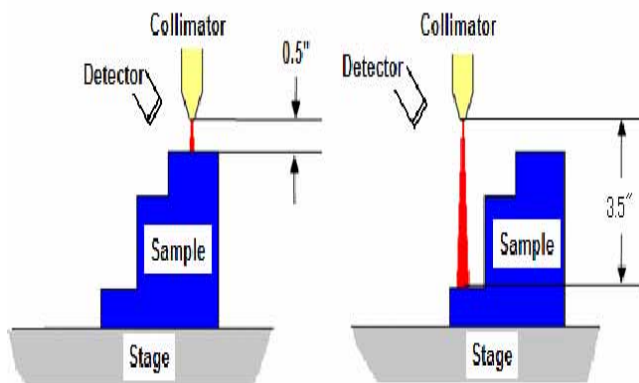 Collimator
0.5"
Detector
Sample
Stage
Collimator
Detector
3.5"
Sample
Stage